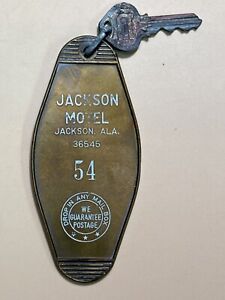 JACKSON
MOTEL
JACKSON, ALA.
36545
54
DROP IN ANY MAIL BOX
WE
GUARANTEE
POSTAGE